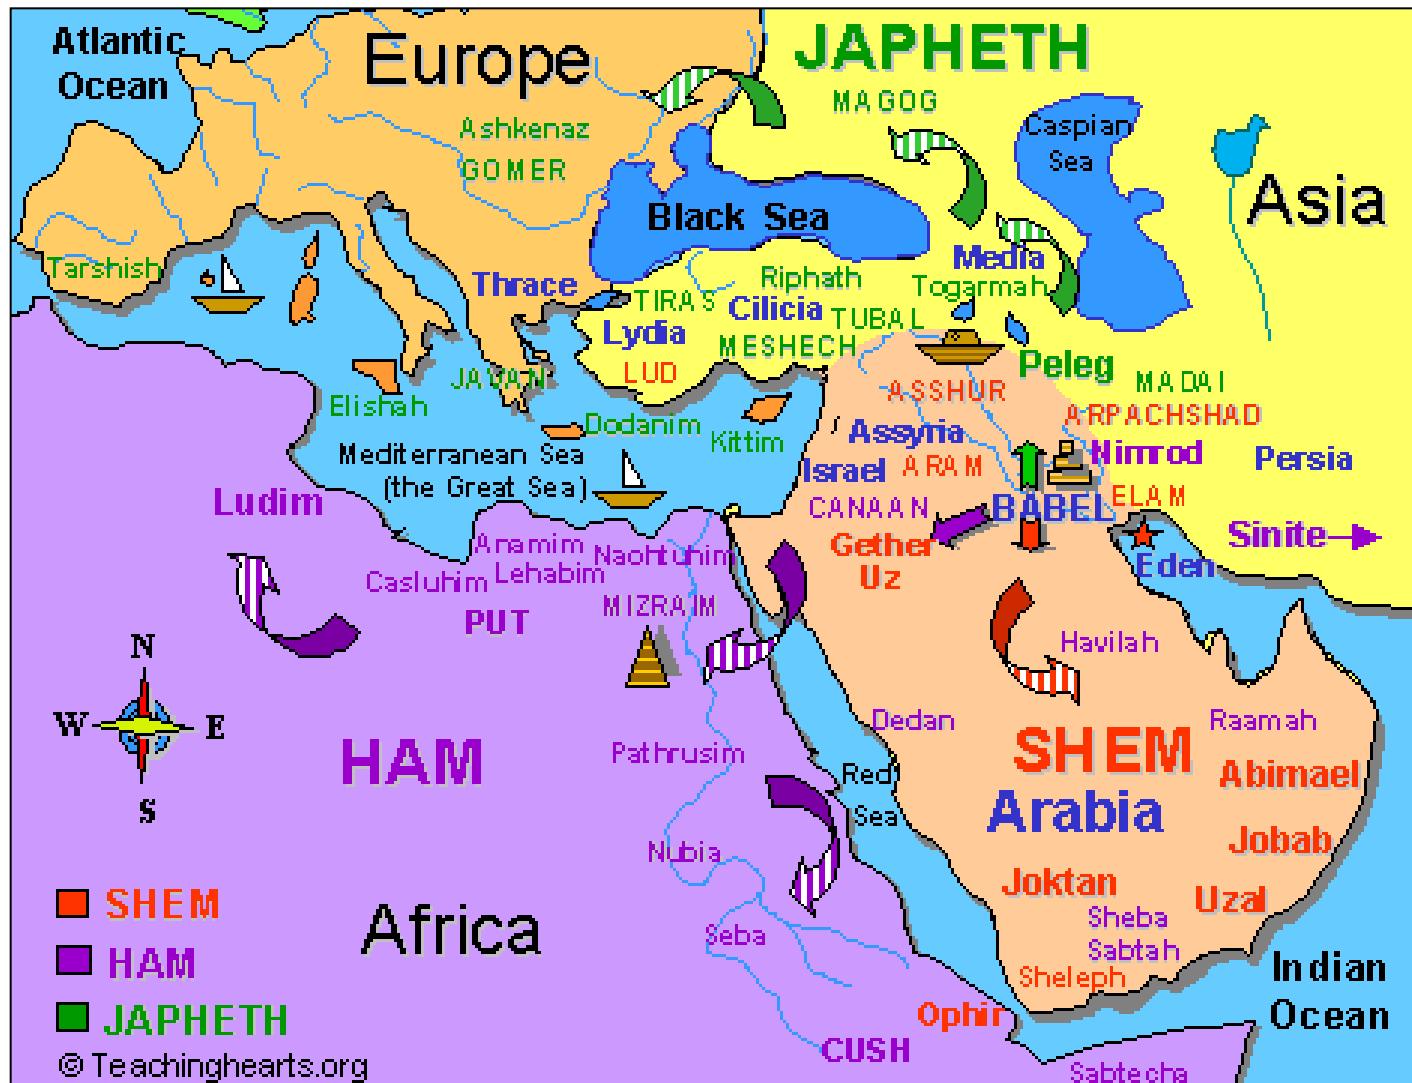 Atlantic
Ocean
Europe
JAPHETH
MAGOG
Ashkenaz
GOMER
Caspian
Sea
Asia
Black Sea
Tarshish
Thrace
Riphath
Media
Togarmah
TIRAS
Cilicia
TUBAL
Lydia
MESHECH
LUD
Peleg
JAVAN
MADAI
ASSHUR
Elishah
Dodanim
Kittim
ARPACHSHAD
Assyria
Nimrod
Mediterranean Sea
(the Great Sea)
Israel
ARAM
Persia
Ludim
CANAAN
BABEL
ELAM
Sinite
Gether
Uz
Eden
Anamim
Naohtuhim
Casluhim
Lehabim
PUT
MIZRAIM
Havilah
N
W
E
S
HAM
Pathrusim
Dedan
Raamah
SHEM
Arabia
Abimael
Red
Sea
Jobab
Nubia
Joktan
Uzal
Sheba
Sabtah
Sheleph
SHEM
HAM
JAPHETH
Africa
Seba
Indian
Ocean
Ophir
CUSH
Sabtecha
© Teachinghearts.org